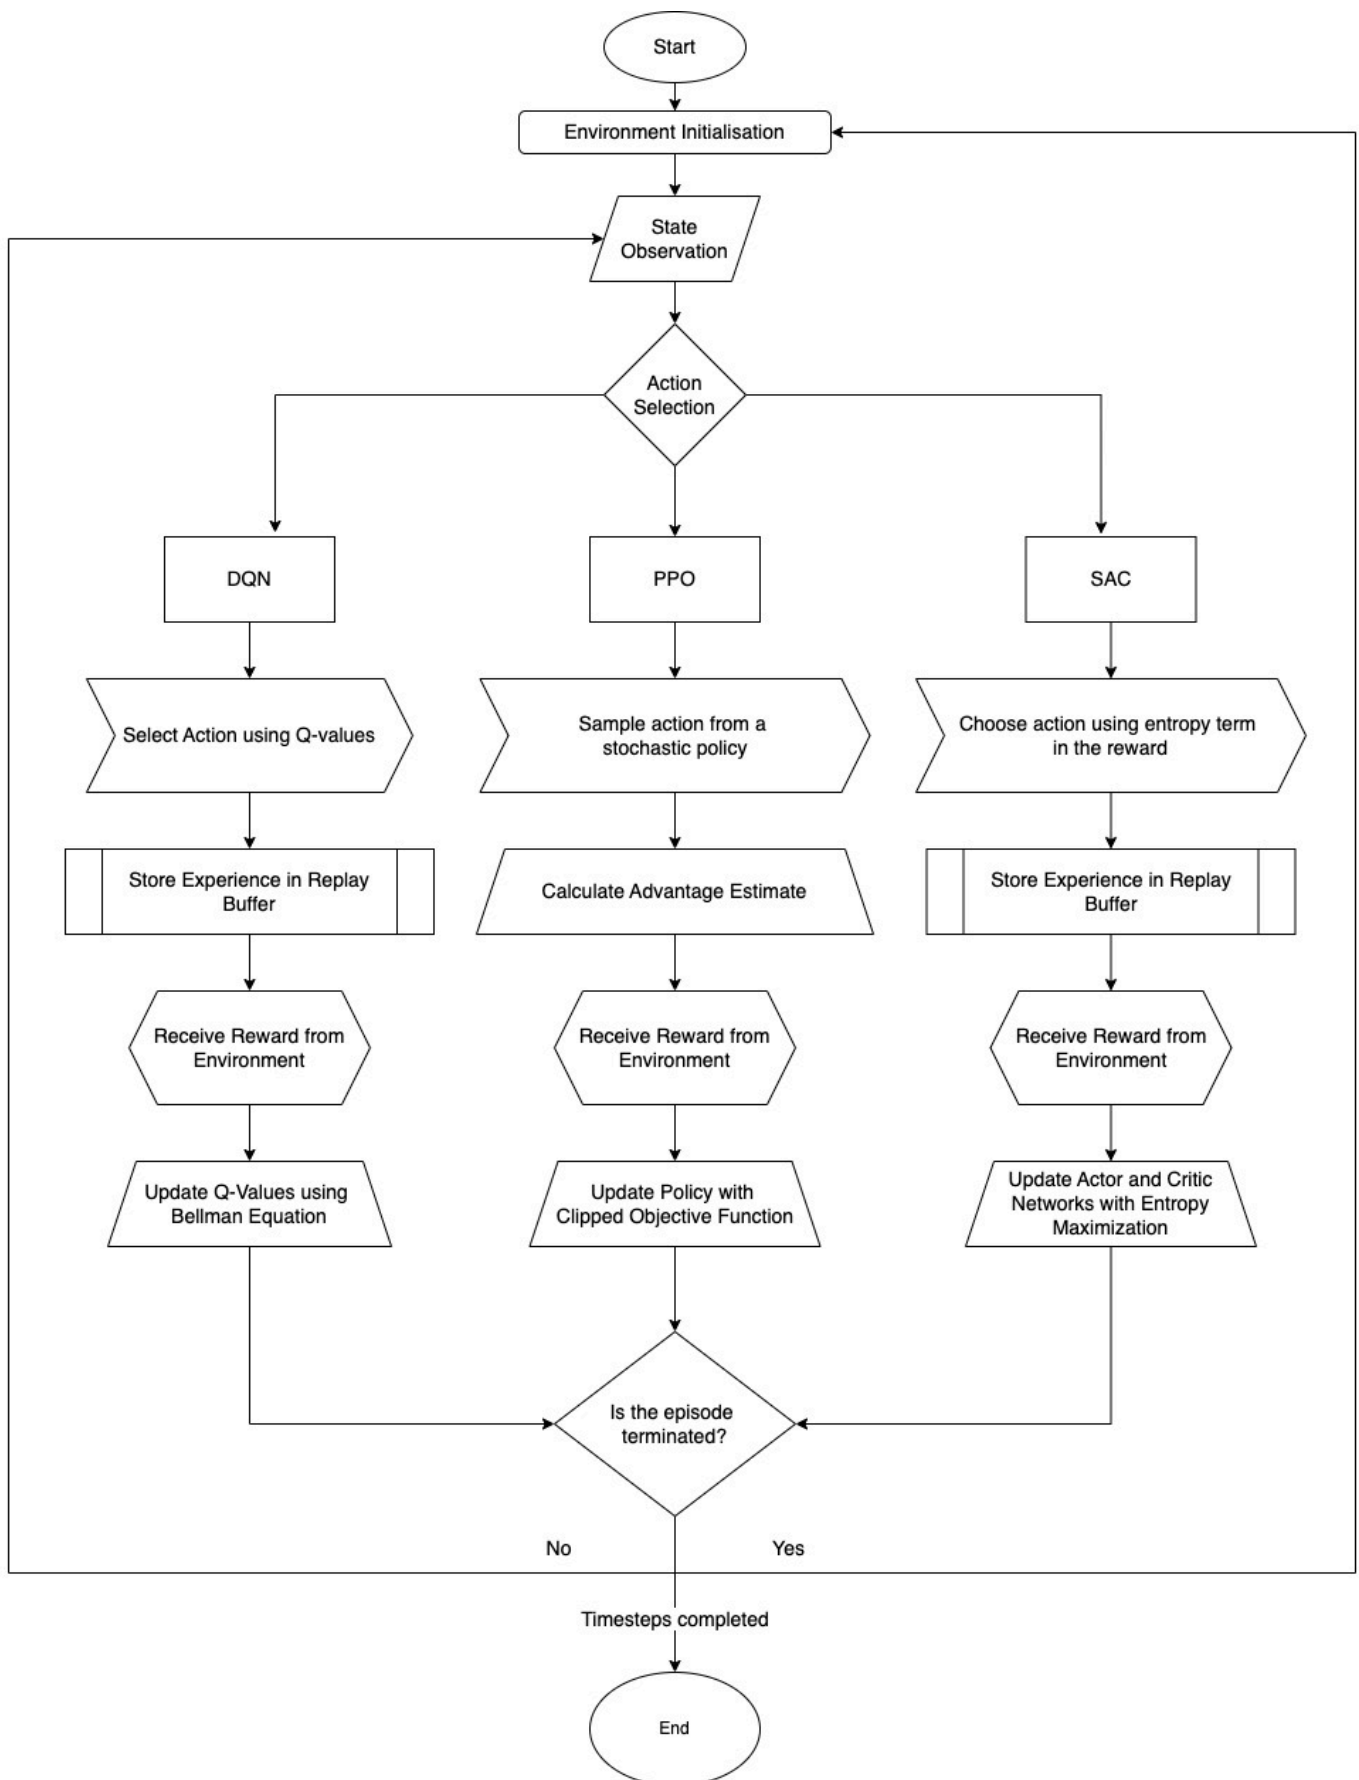 Start
Environment Initialisation
State
Observation
Action
Selection
DQN
PPO
SAC
Select Action using Q-values
Sample action from a
stochastic policy
Choose action using entropy term
in the reward
Store Experience in Replay
Buffer
Calculate Advantage Estimate
Store Experience in Replay
Buffer
Receive Reward from
Environment
Receive Reward from
Environment
Receive Reward from
Environment
Update Q-Values using
Bellman Equation
Update Policy with
Clipped Objective Function
Update Actor and Critic
Networks with Entropy
Maximization
Is the episode
terminated?
No
Yes
Timesteps completed
End